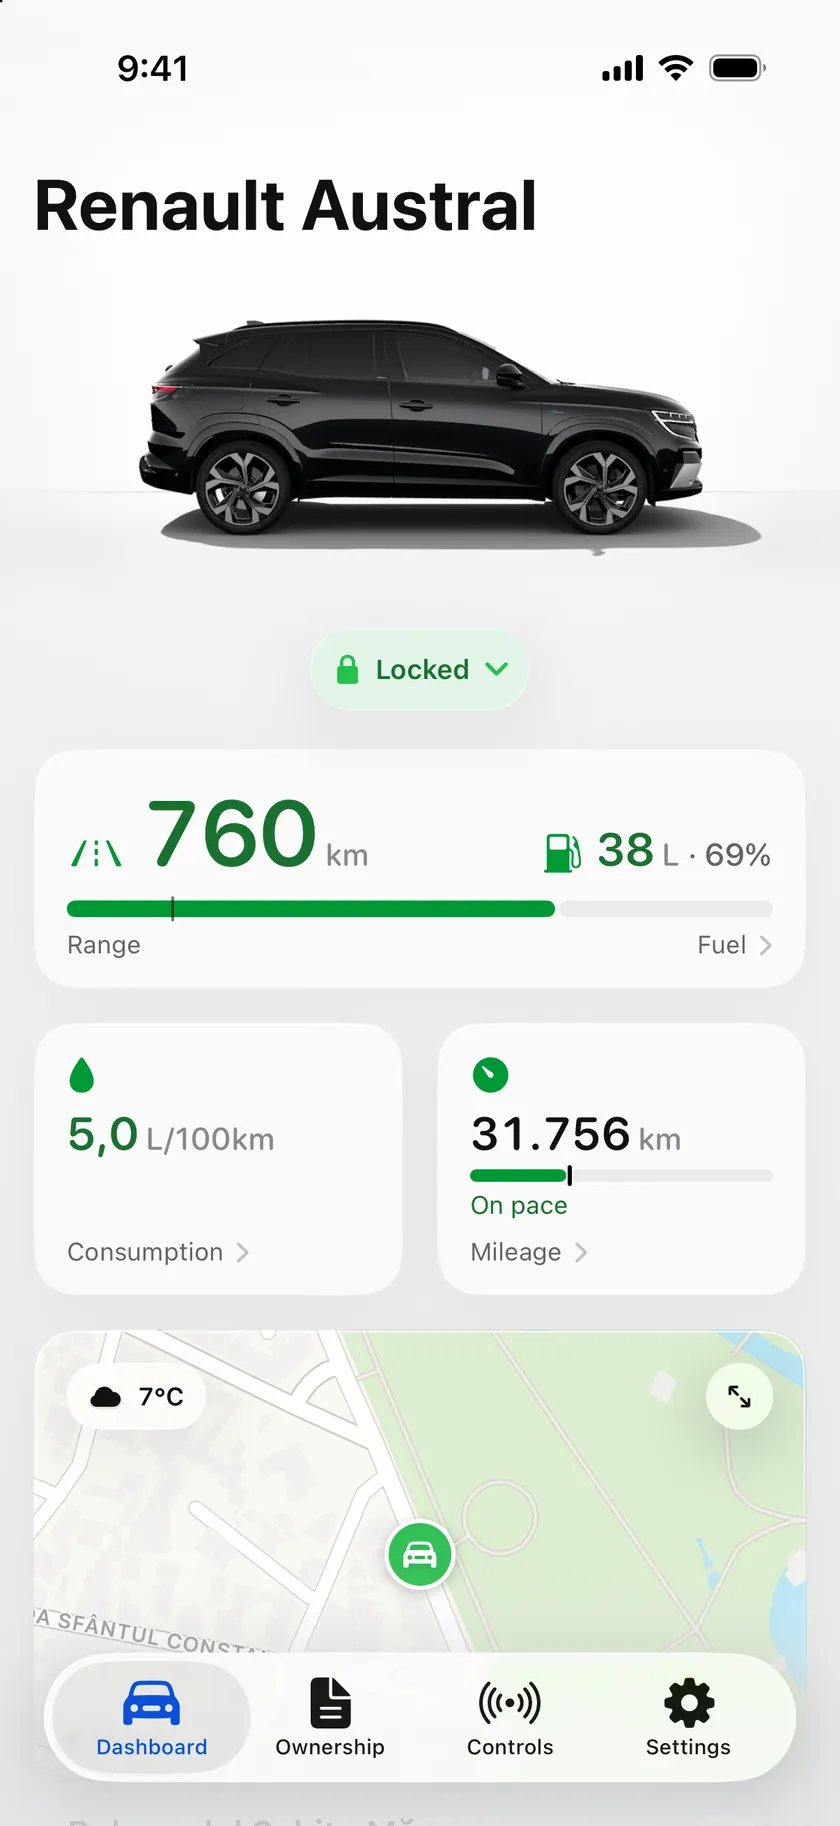 9:41
Renault Austral
Locked
760 km
38 L · 69%
Range
Fuel
5,0 L/100km
Consumption
31.756 km
On pace
Mileage
7°C
SFÂNTUL
Dashboard
Ownership
Controls
Settings